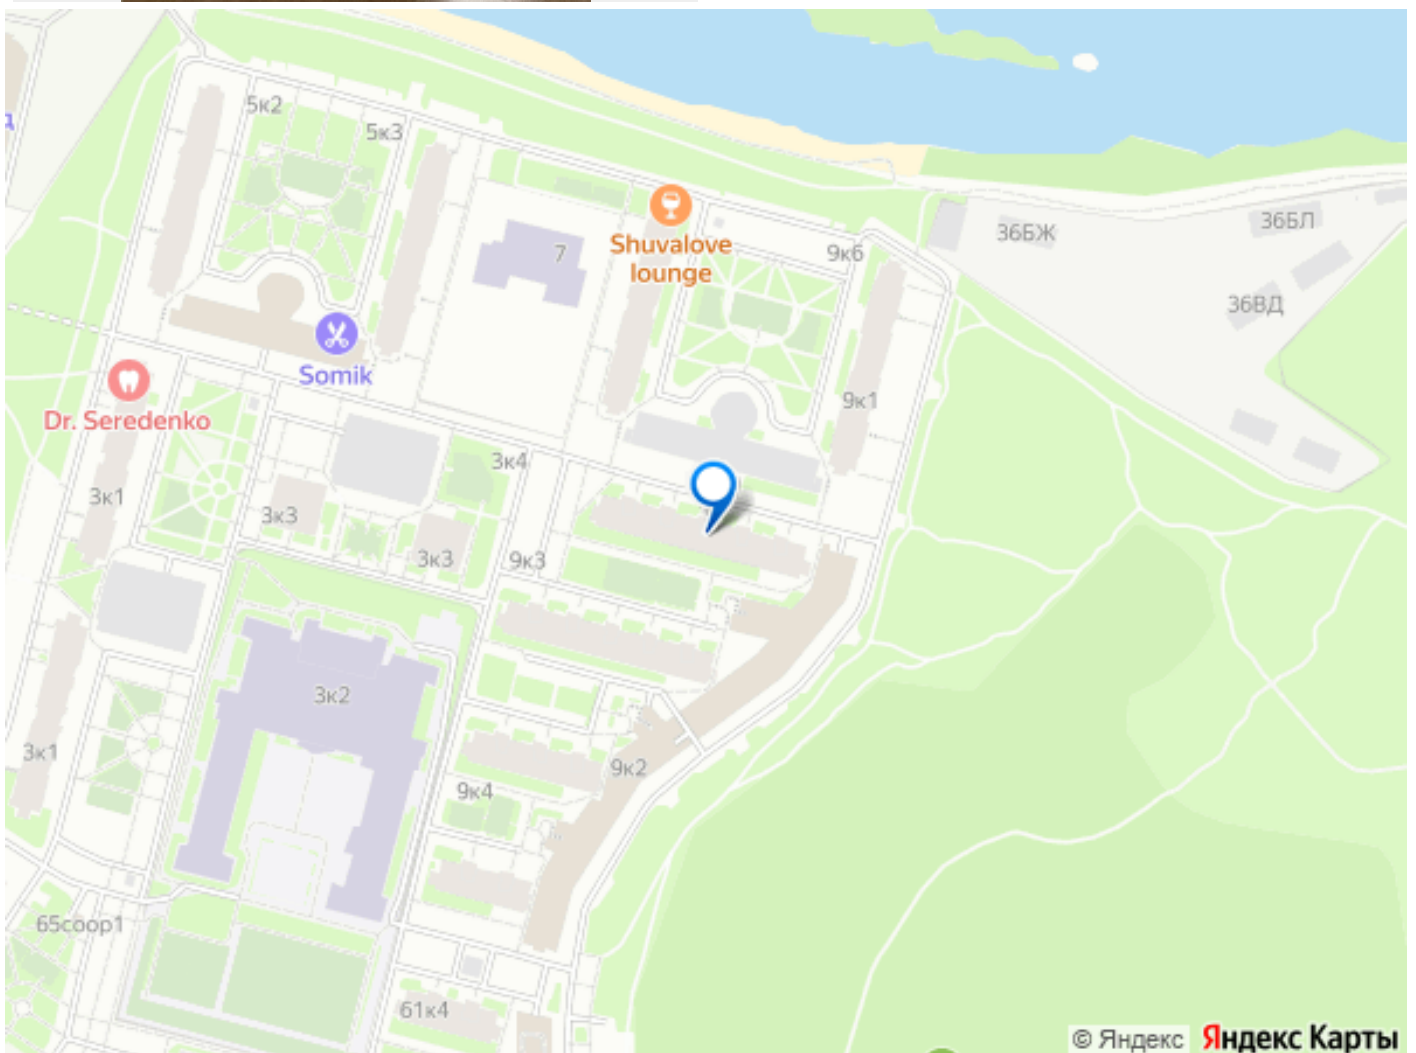 5к2
5к3
д
7
Shuvalove
lounge
9к6
36БЖ
36БЛ
36ВД
Somik
Dr. Seredenko
9к1
3к4
3к1
3к3
3к3
9к3
3к2
3к1
9к2
9к4
65соор1
61к4
© Яндекс
Яндекс Карты